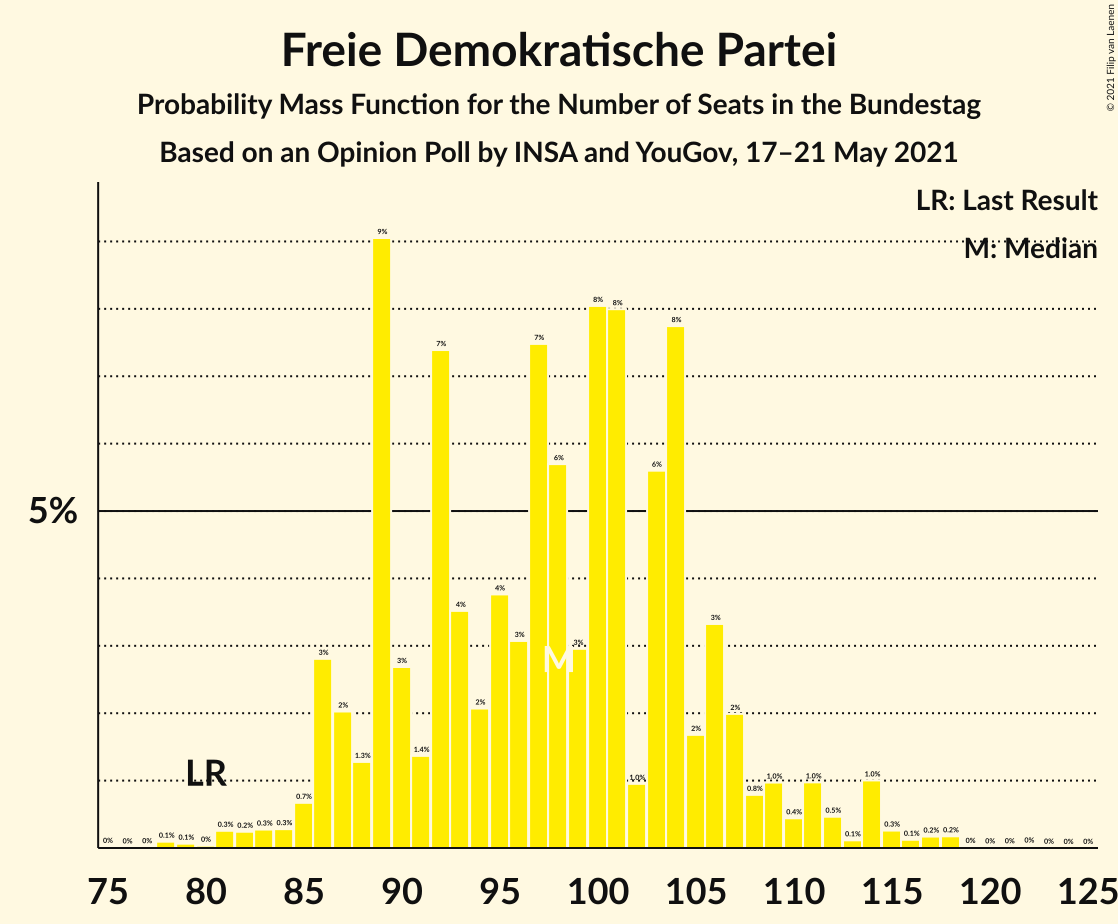 Freie Demokratische Partei
Probability Mass Function for the Number of Seats in the Bundestag
Based on an Opinion Poll by INSA and YouGov, 17–21 May 2021
© 2021 Filip van Laenen
LR: Last Result
M: Median
5%
LR
M
0% 0% 0% 0.1% 0.1% 0% 0.3% 0.2% 0.3% 0.3% 0.7% 3% 2% 1.3% 9% 3% 1.4% 7% 4% 2% 4% 3% 7% 6% 3% 8% 8% 1.0% 6% 8% 2% 3% 2% 0.8% 1.0% 0.4% 1.0% 0.5% 0.1% 1.0% 0.3% 0.1% 0.2% 0.2% 0% 0% 0% 0% 0% 0% 0%
75 80 85 90 95 100 105 110 115 120 125